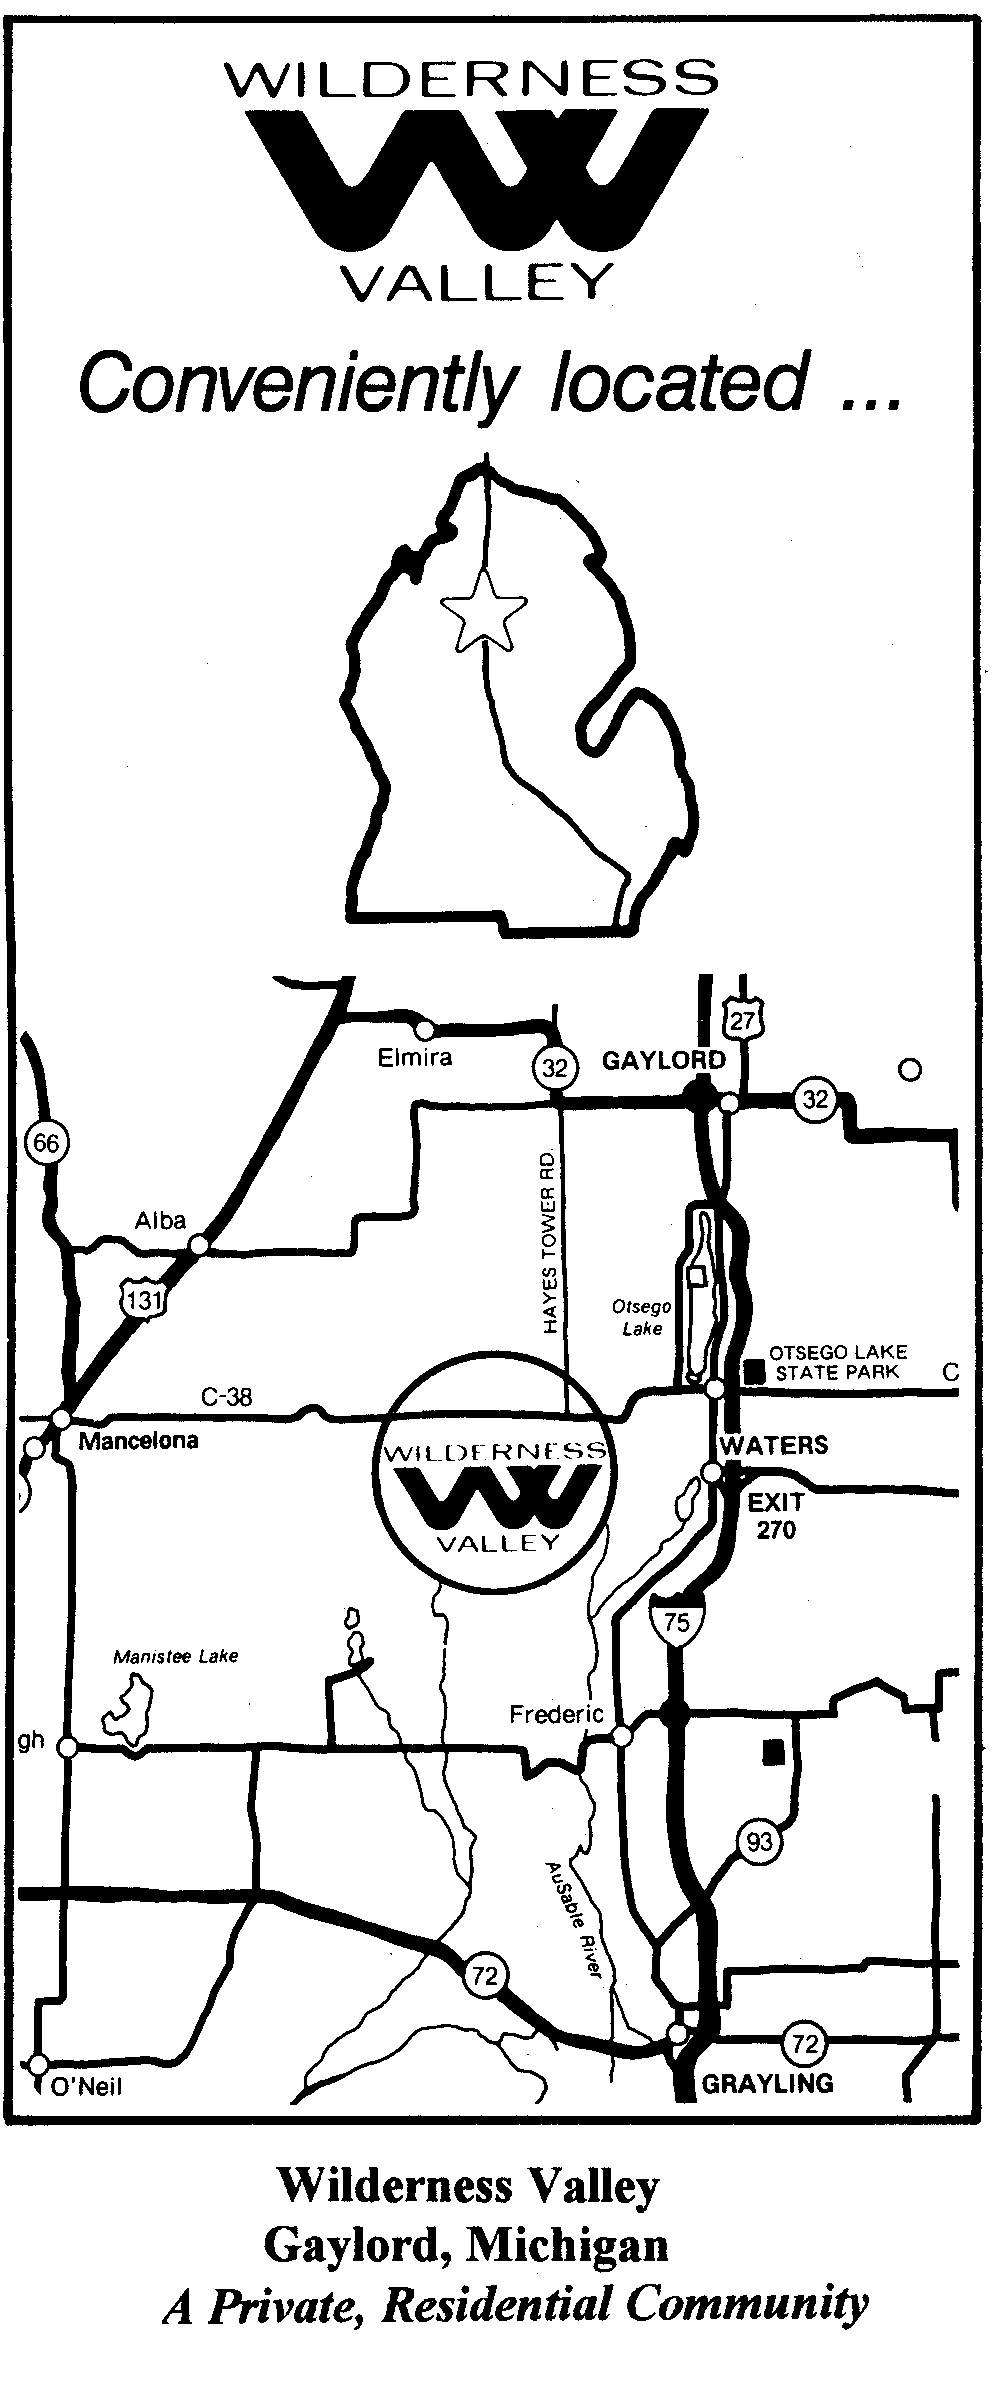 WILDERNESS
VALLEY
Conveniently located ...
27
Elmira
32
GAYLORD
32
66
HAYES TOWER RD.
Alba
131
Otsego
Lake
OTSEGO LAKE
STATE PARK
C
C-38
Mancelona
WILDERNESS
VALLEY
WATERS
EXIT
270
75
Manistee Lake
Frederic
gh
93
AuSable River
72
72
O'Neil
GRAYLING
Wilderness Valley
Gaylord, Michigan
A Private, Residential Community